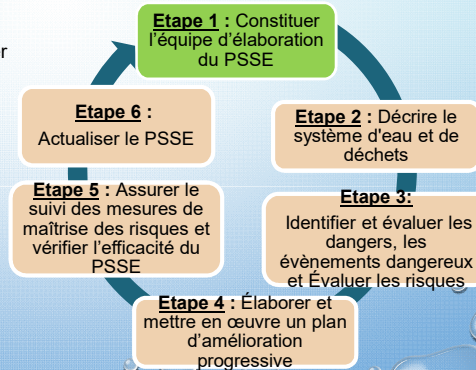 er
Etape 1 : Constituer
l'équipe d'élaboration
du PSSE
Etape 2 : Décrire le
système d'eau et de
déchets
Etape 3:
Identifier et évaluer les
dangers, les
évènements dangereux
et Évaluer les risques
Etape 4 : Élaborer et
mettre en œuvre un plan
d'amélioration
progressive
Etape 5 : Assurer le
suivi des mesures de
maîtrise des risques et
vérifier l'efficacité du
PSSE
Etape 6 :
Actualiser le PSSE